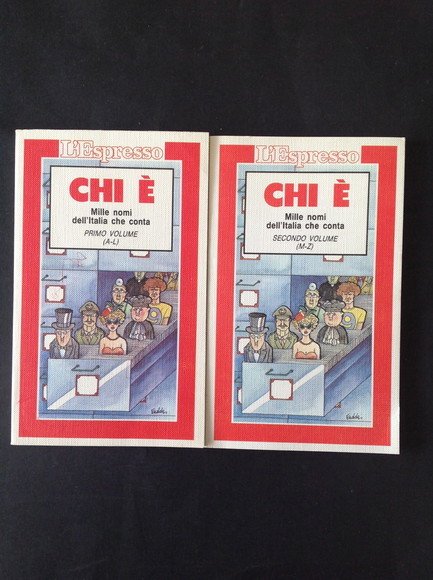 L'Espresso
CHI È
Mille nomi
dell'Italia che conta
PRIMO VOLUME
(A-L)
L'Espresso
CHI È
Mille nomi
dell'Italia che conta
SECONDO VOLUME
(M-Z)